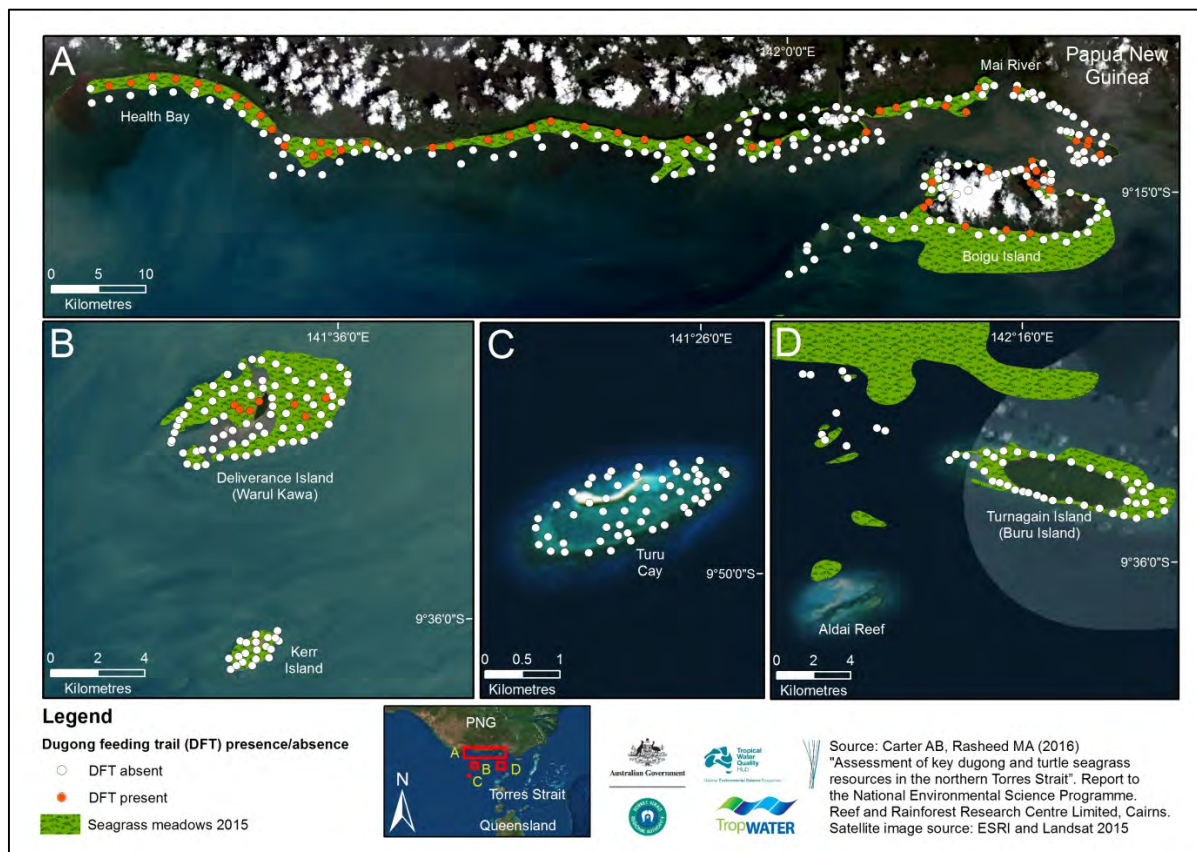 A
142°0'0"E
Papua New
Guinea
Mai River
Health Bay
9°15'0"S
Boigu Island
0 5 10
Kilometres
B
141°36'0"E
Deliverance Island
(Warul Kawa)
9°36'0"S
Kerr
Island
0 2 4
Kilometres
C
141°26'0"E
Turu
Cay
9°50'0"S
0 0.5 1
Kilometres
D
142°16'0"E
Turnagain Island
(Buru Island)
9°36'0"S
Aldai Reef
0 2 4
Kilometres
Legend
Dugong feeding trail (DFT) presence/absence
DFT absent
DFT present
Seagrass meadows 2015
N
PNG
A
B
D
C
Torres Strait
Queensland
Australian Government
Tropical
Water
Quality
Hub
TropWATER
Source: Carter AB, Rasheed MA (2016)
"Assessment of key dugong and turtle seagrass
resources in the northern Torres Strait". Report to
the National Environmental Science Programme.
Reef and Rainforest Research Centre Limited, Cairns.
Satellite image source: ESRI and Landsat 2015